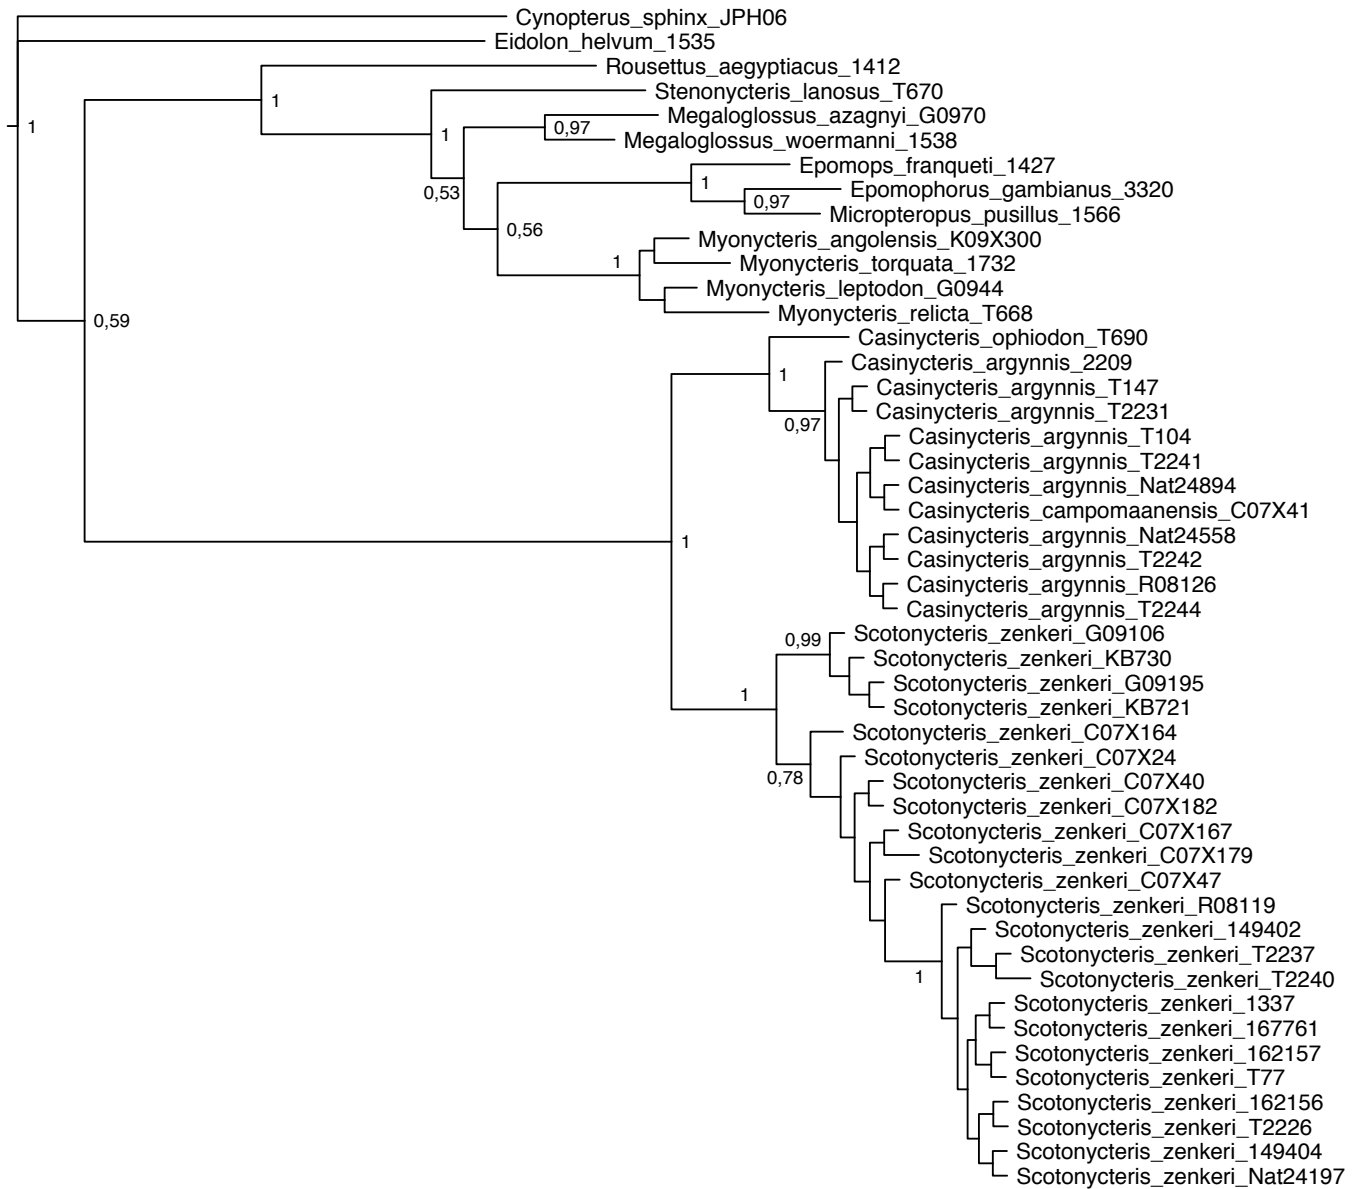 Cynopterus_sphinx_JPH06
Eidolon_helvum_1535
Rousettus_aegyptiacus_1412
Stenonycteris_lanosus_T670
1
Megaloglossus_azagnyi_G0970
1
1
0,97
Megaloglossus_woermanni_1538
Epomops_franqueti_1427
1
0,53
Epomophorus_gambianus_3320
0,97
Micropteropus_pusillus_1566
0,56
Myonycteris_angolensis_K09X300
1
Myonycteris_torquata_1732
Myonycteris_leptodon_G0944
Myonycteris_relicta_T668
0,59
Casinycteris_ophiodon_T690
Casinycteris_argynnis_2209
1
Casinycteris_argynnis_T147
Casinycteris_argynnis_T2231
0,97
Casinycteris_argynnis_T104
Casinycteris_argynnis_T2241
Casinycteris_argynnis_Nat24894
Casinycteris_campomaanensis_C07X41
Casinycteris_argynnis_Nat24558
1
Casinycteris_argynnis_T2242
Casinycteris_argynnis_R08126
Casinycteris_argynnis_T2244
Scotonycteris_zenkeri_G09106
0,99
Scotonycteris_zenkeri_KB730
Scotonycteris_zenkeri_G09195
1
Scotonycteris_zenkeri_KB721
Scotonycteris_zenkeri_C07X164
Scotonycteris_zenkeri_C07X24
0,78
Scotonycteris_zenkeri_C07X40
Scotonycteris_zenkeri_C07X182
Scotonycteris_zenkeri_C07X167
Scotonycteris_zenkeri_C07X179
Scotonycteris_zenkeri_C07X47
Scotonycteris_zenkeri_R08119
Scotonycteris_zenkeri_149402
Scotonycteris_zenkeri_T2237
1
Scotonycteris_zenkeri_T2240
Scotonycteris_zenkeri_1337
Scotonycteris_zenkeri_167761
Scotonycteris_zenkeri_162157
Scotonycteris_zenkeri_T77
Scotonycteris_zenkeri_162156
Scotonycteris_zenkeri_T2226
Scotonycteris_zenkeri_149404
Scotonycteris_zenkeri_Nat24197